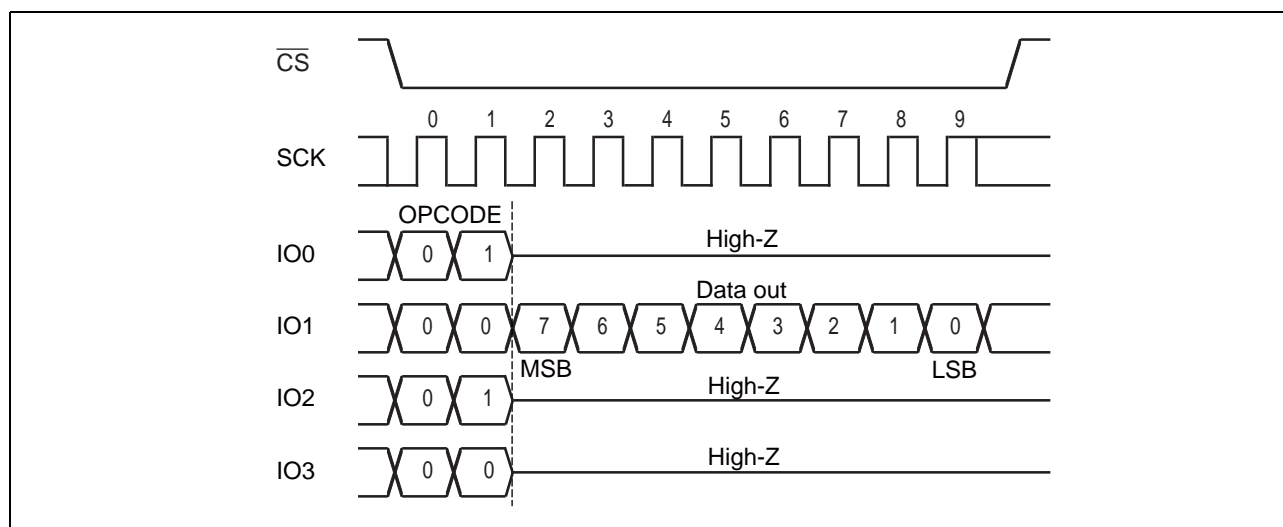 CS
0 1 2 3 4 5 6 7 8 9
SCK
OPCODE
IO0 0 1 High-Z
Data out
IO1 0 0 7 6 5 4 3 2 1 0
MSB LSB
IO2 0 1 High-Z
IO3 0 0 High-Z